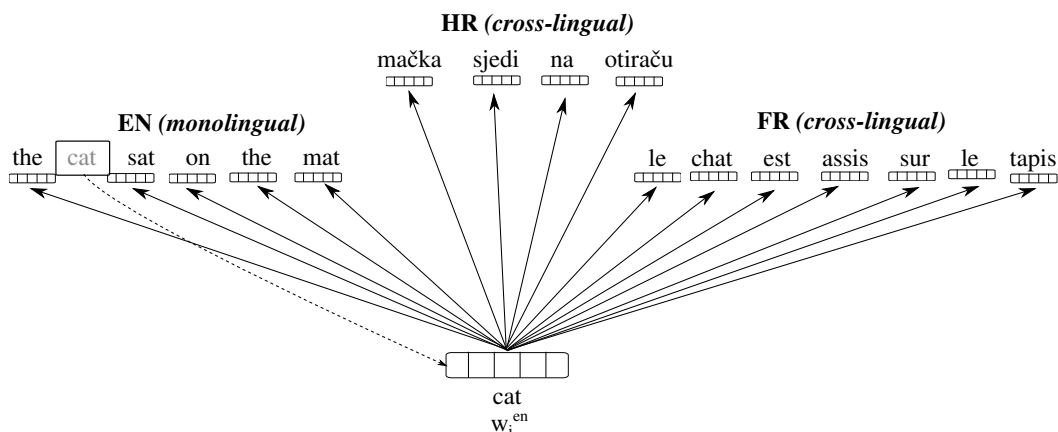 HR (cross-lingual)
mačka sjedi na otiraču
EN (monolingual)
the cat sat on the mat
FR (cross-lingual)
le chat est assis sur le tapis
cat
w_i^en